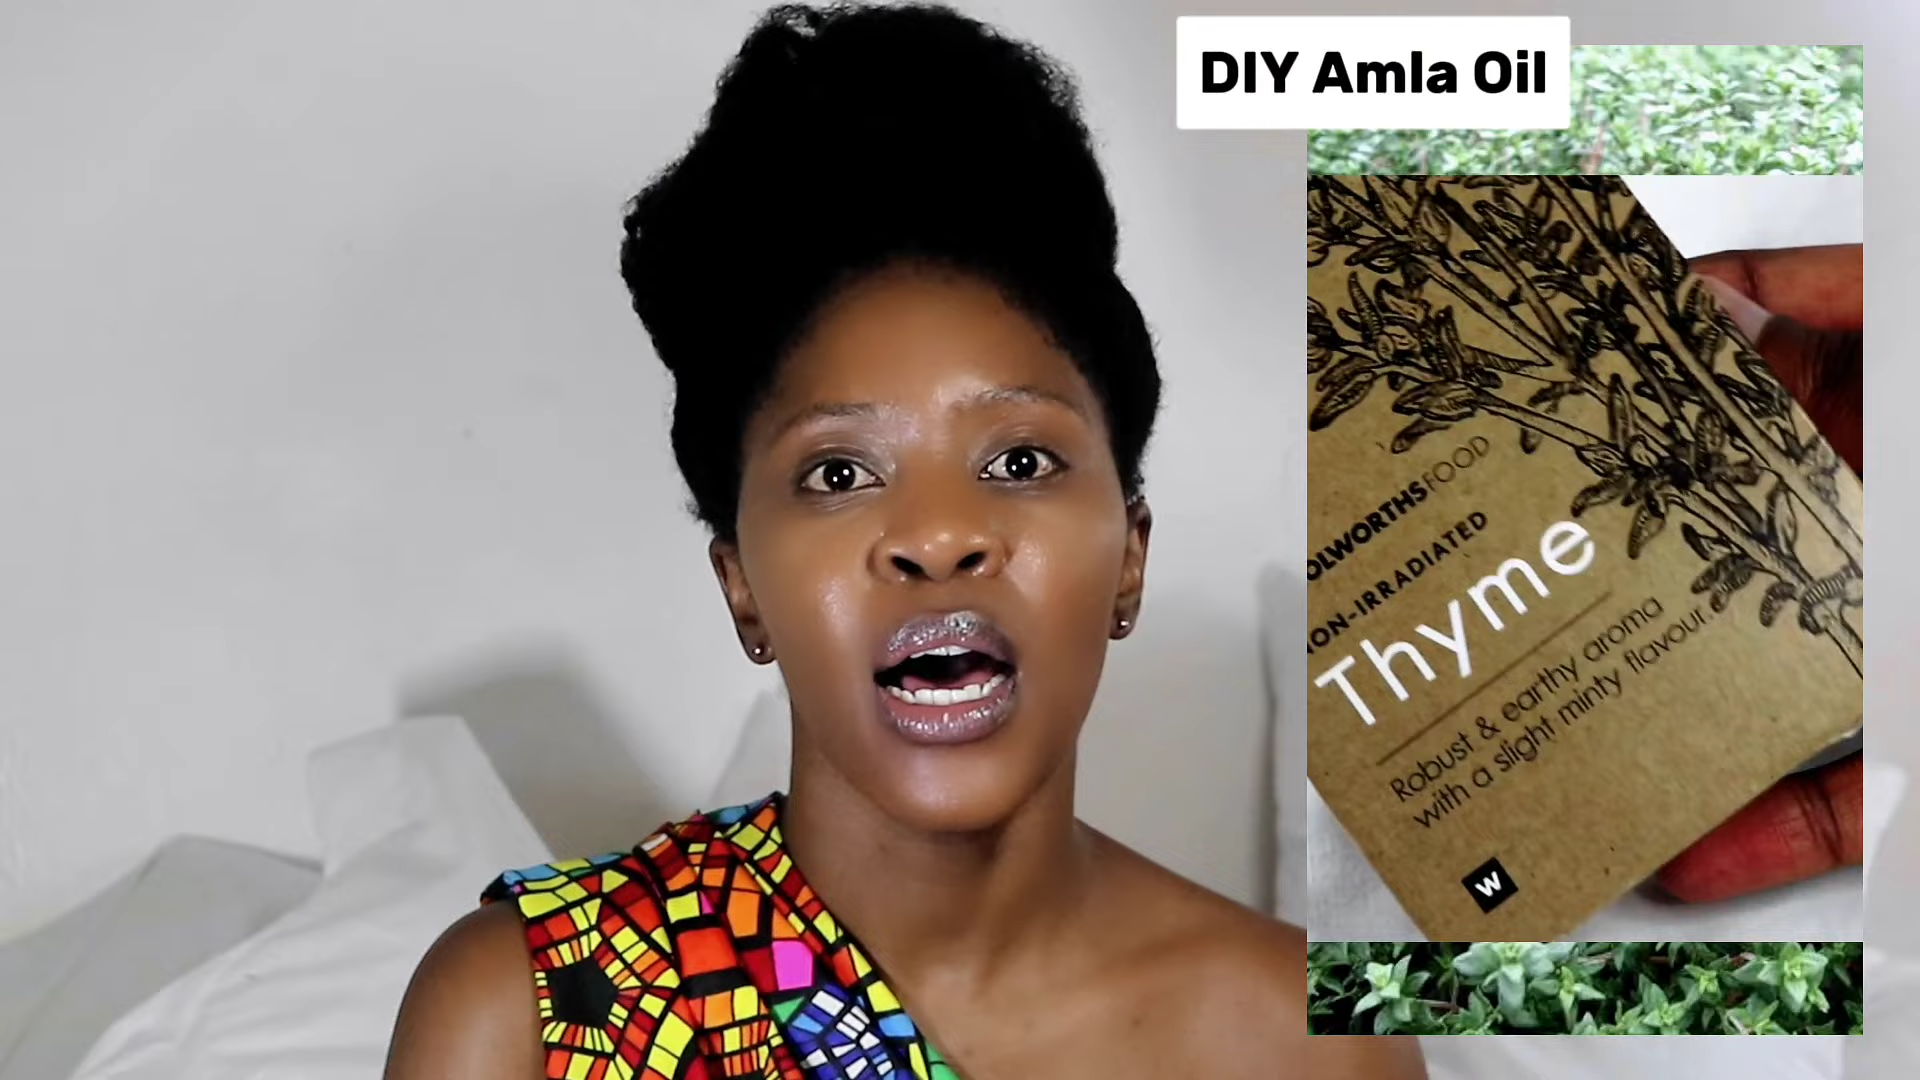 DIY Amla Oil
OLWORTHSFOOD
ON-IRRADIATED
Thyme
Robust & earthy aroma
with a slight minty flavour.
W